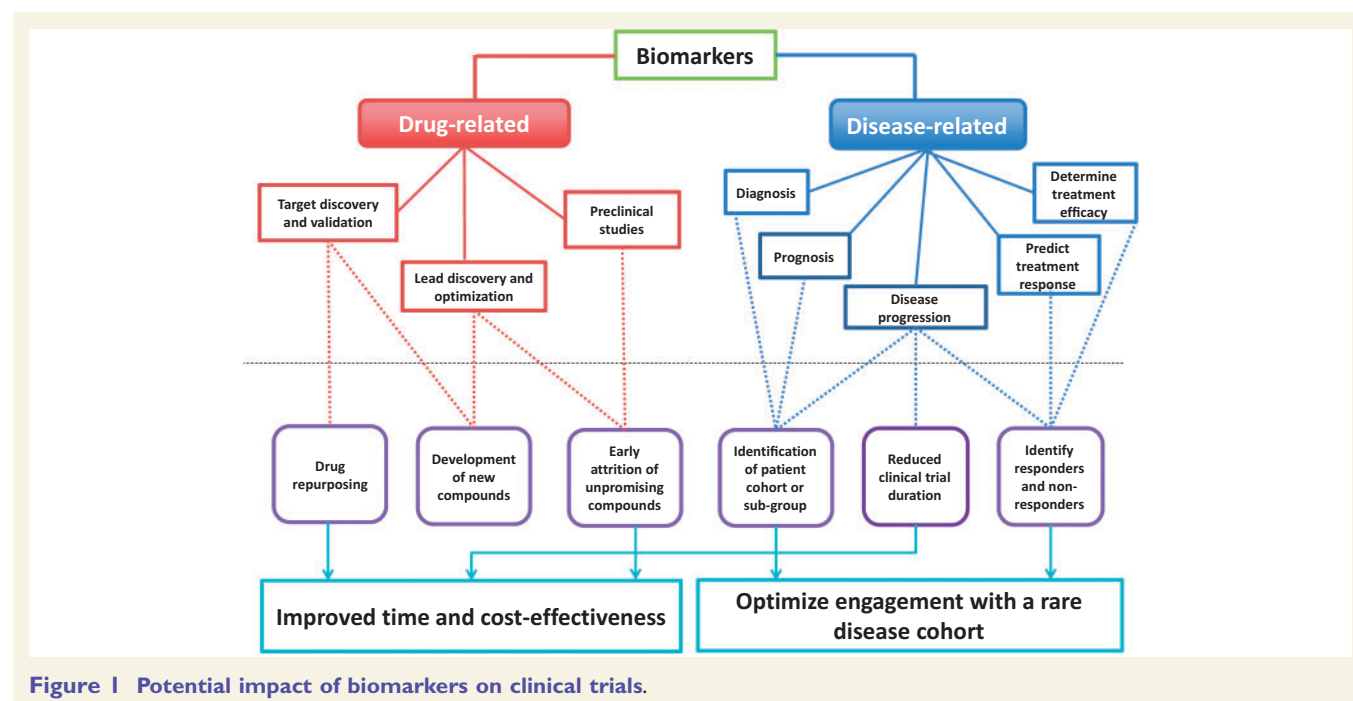 Biomarkers
Drug-related
Disease-related
Target discovery
and validation
Lead discovery and
optimization
Preclinical
studies
Diagnosis
Prognosis
Disease
progression
Predict
treatment
response
Determine
treatment
efficacy
Drug
repurposing
Development
of new
compounds
Early
attrition of
unpromising
compounds
Identification
of patient
cohort or
sub-group
Reduced
clinical trial
duration
Identify
responders
and non-
responders
Improved time and cost-effectiveness
Optimize engagement with a rare
disease cohort
Figure 1 Potential impact of biomarkers on clinical trials.